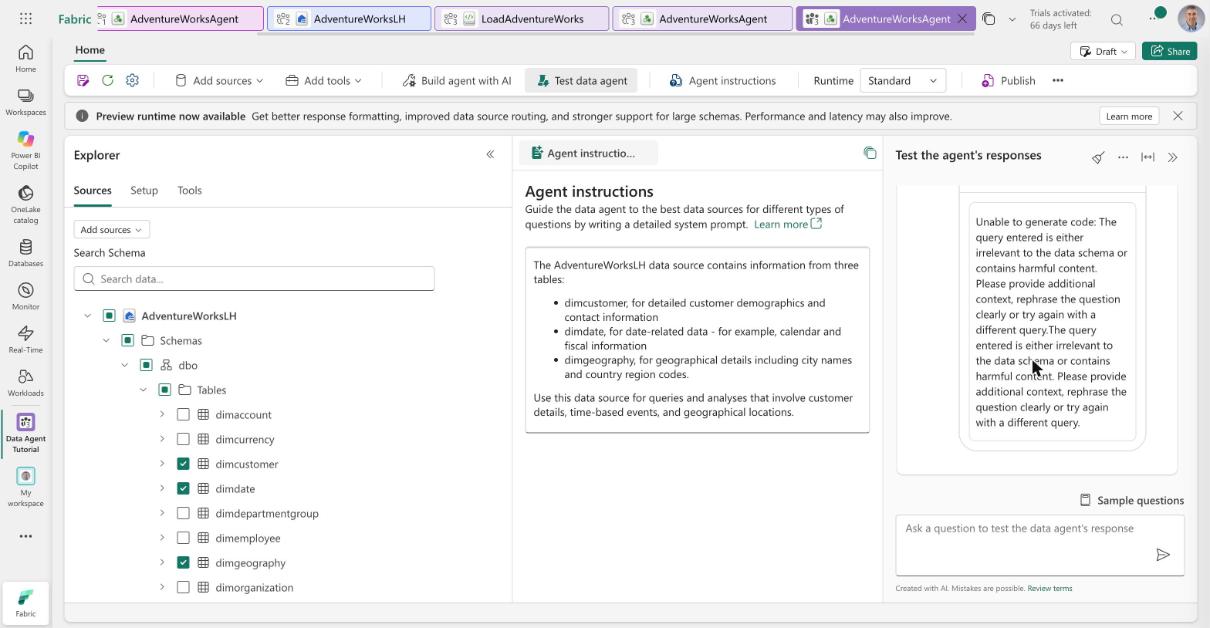 Fabric
AdventureWorksAgent
AdventureWorksLH
LoadAdventureWorks
AdventureWorksAgent
AdventureWorksAgent
Trials activated:
66 days left
Home
Draft
Share
Add sources
Add tools
Build agent with AI
Test data agent
Agent instructions
Runtime
Standard
Publish
Preview runtime now available Get better response formatting, improved data source routing, and stronger support for large schemas. Performance and latency may also improve.
Learn more
Home
Workspaces
Power BI
Copilot
OneLake
catalog
Databases
Monitor
Real-Time
Workloads
Data Agent
Tutorial
My
workspace
Fabric
Explorer
Sources
Setup
Tools
Add sources
Search Schema
Search data...
AdventureWorksLH
Schemas
dbo
Tables
dimaccount
dimcurrency
dimcustomer
dimdate
dimdepartmentgroup
dimemployee
dimgeography
dimorganization
Agent instructio...
Agent instructions
Guide the data agent to the best data sources for different types of
questions by writing a detailed system prompt. Learn more
The AdventureWorksLH data source contains information from three
tables:
• dimcustomer, for detailed customer demographics and
contact information
• dimdate, for date-related data - for example, calendar and
fiscal information
• dimgeography, for geographical details including city names
and country region codes.
Use this data source for queries and analyses that involve customer
details, time-based events, and geographical locations.
Test the agent's responses
Unable to generate code: The
query entered is either
irrelevant to the data schema or
contains harmful content.
Please provide additional
context, rephrase the question
clearly or try again with a
different query.The query
entered is either irrelevant to
the data schema or contains
harmful content. Please provide
additional context, rephrase the
question clearly or try again
with a different query.
Sample questions
Ask a question to test the data agent's response
Created with AI. Mistakes are possible. Review terms